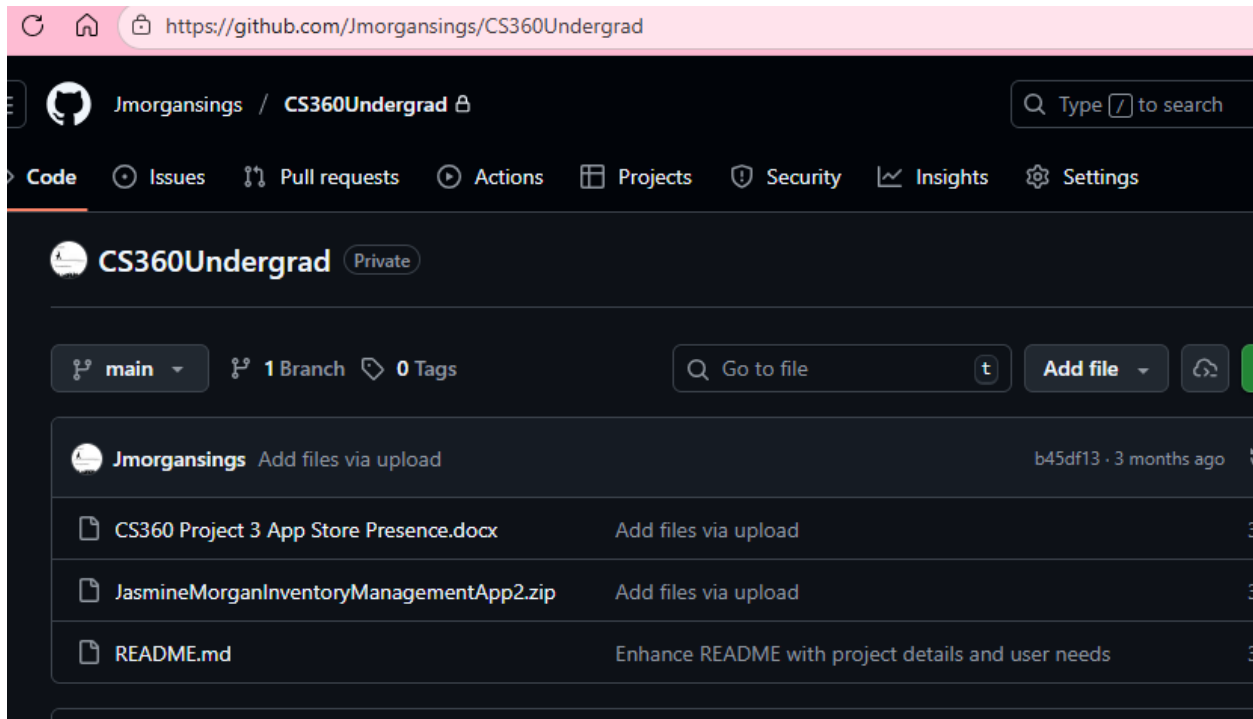 https://github.com/Jmorgansings/CS360Undergrad
Jmorgansings / CS360Undergrad
Type / to search
Code Issues Pull requests Actions Projects Security Insights Settings
CS360Undergrad Private
main 1 Branch 0 Tags Go to file t Add file
Jmorgansings Add files via upload b45df13 · 3 months ago
CS360 Project 3 App Store Presence.docx Add files via upload 3
JasmineMorganInventoryManagementApp2.zip Add files via upload 3
README.md Enhance README with project details and user needs 3